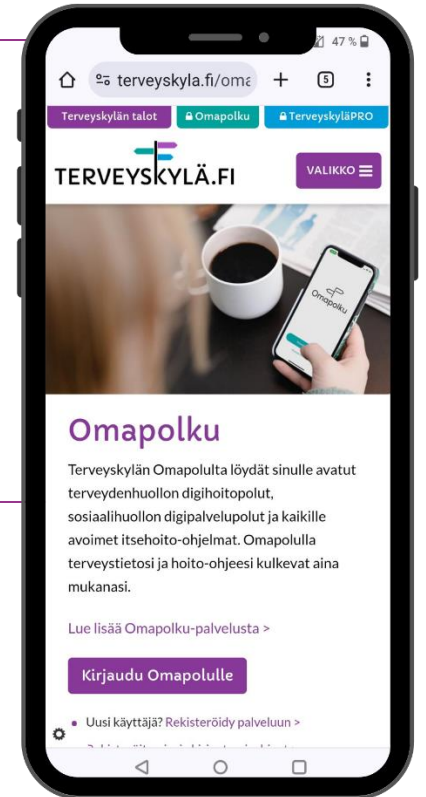 47 %
terveyskyla.fi/oma
5
Terveyskylän talot
Omapolku
TerveyskyläPRO
TERVEYSKYLÄ.FI
VALIKKO
Omapolku
Omapolku
Terveyskylän Omapolulta löydät sinulle avatut
terveydenhuollon digihoitopolut,
sosiaalihuollon digipalvelupolut ja kaikille
avoimet itsehoito-ohjelmat. Omapolulla
terveystietosi ja hoito-ohjeesi kulkevat aina
mukanasi.
Lue lisää Omapolku-palvelusta >
Kirjaudu Omapolulle
Uusi käyttäjä? Rekisteröidy palveluun >